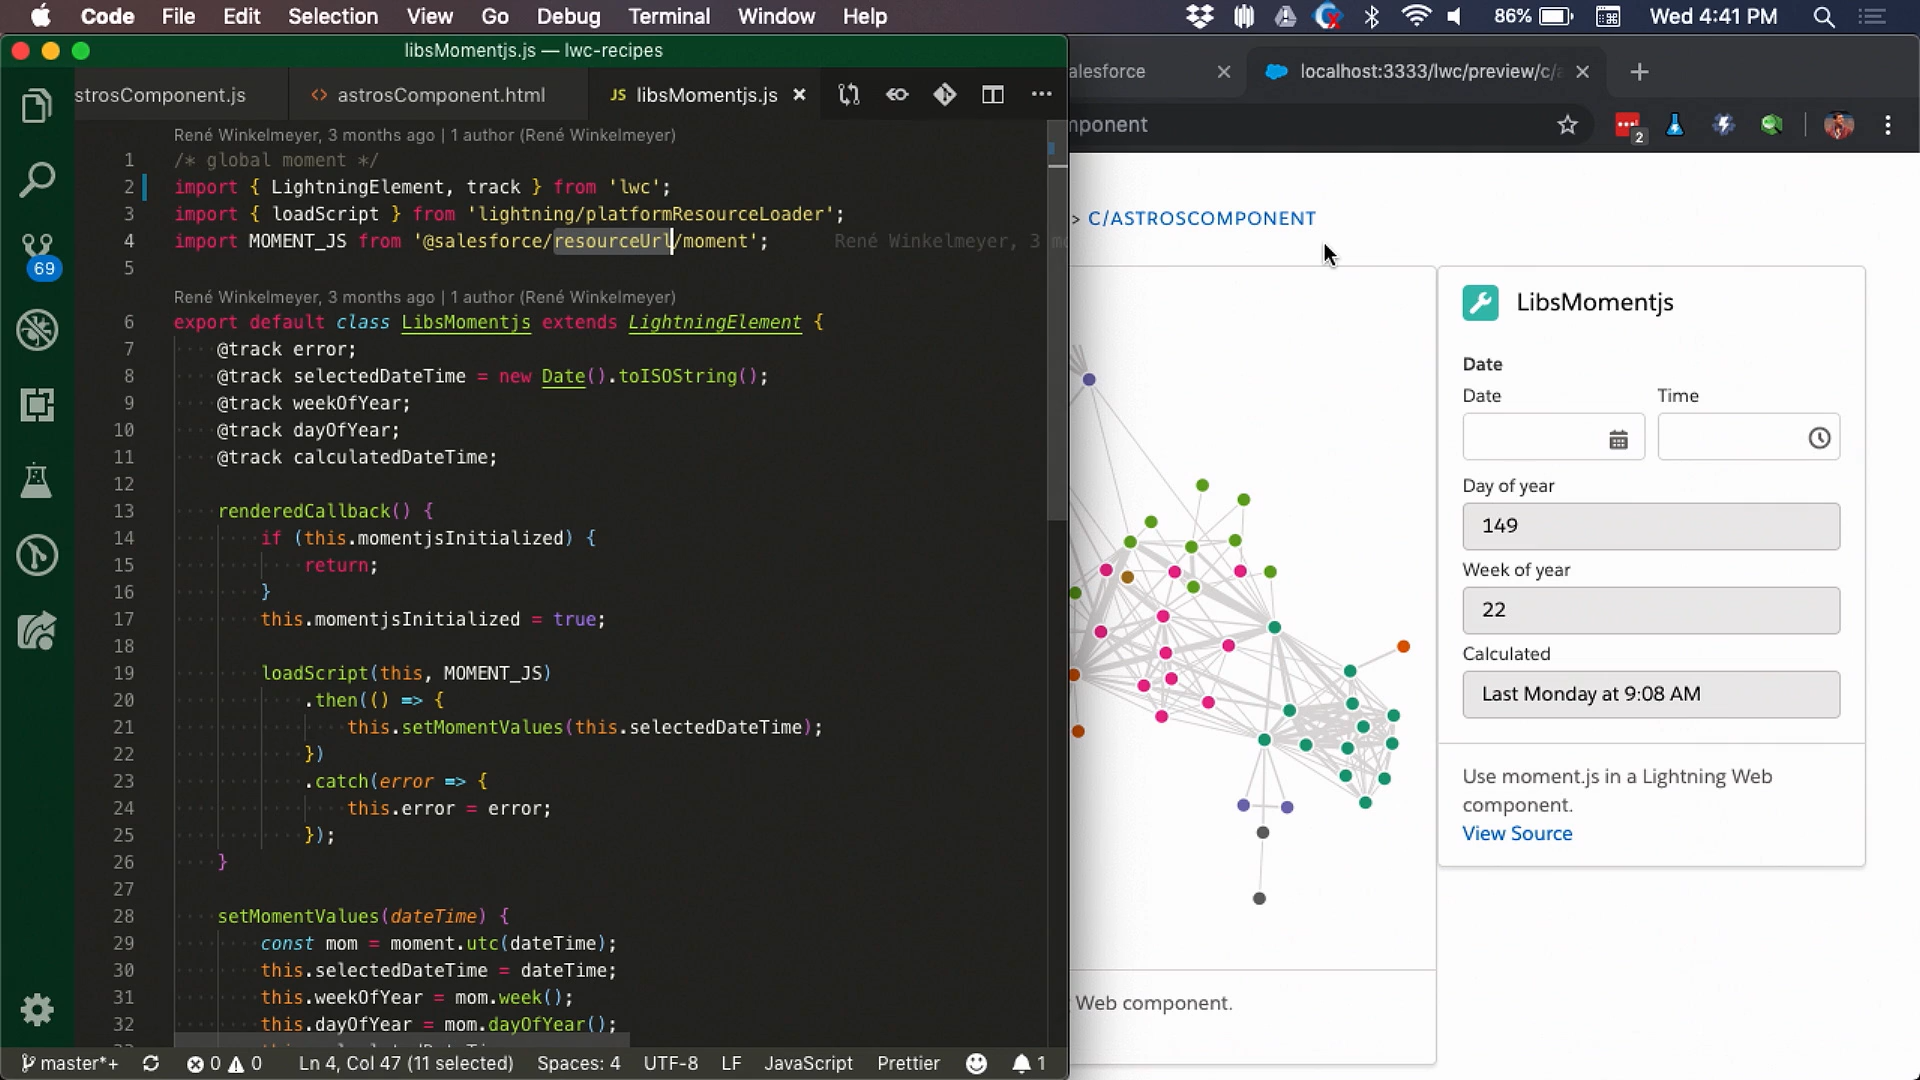 Code File Edit Selection View Go Debug Terminal Window Help
86% Wed 4:41 PM
libsMomentjs.js — lwc-recipes
strosComponent.js <> astrosComponent.html JS libsMomentjs.js × ...
alesforce × localhost:3333/lwc/preview/c/a × +
mponent
2
René Winkelmeyer, 3 months ago | 1 author (René Winkelmeyer)
1 /* global moment */
2 import { LightningElement, track } from 'lwc';
3 import { loadScript } from 'lightning/platformResourceLoader';
4 import MOMENT_JS from '@salesforce/resourceUrl/moment'; René Winkelmeyer, 3 mo
5
René Winkelmeyer, 3 months ago | 1 author (René Winkelmeyer)
6 export default class LibsMomentjs extends LightningElement {
7 @track error;
8 @track selectedDateTime = new Date().toISOString();
9 @track weekOfYear;
10 @track dayOfYear;
11 @track calculatedDateTime;
12
13 renderedCallback() {
14 if (this.momentjsInitialized) {
15 return;
16 }
17 this.momentjsInitialized = true;
18
19 loadScript(this, MOMENT_JS)
20 .then(() => {
21 this.setMomentValues(this.selectedDateTime);
22 })
23 .catch(error => {
24 this.error = error;
25 });
26 }
27
28 setMomentValues(dateTime) {
29 const mom = moment.utc(dateTime);
30 this.selectedDateTime = dateTime;
31 this.weekOfYear = mom.week();
32 this.dayOfYear = mom.dayOfYear();
69
master*+ 0 0 Ln 4, Col 47 (11 selected) Spaces: 4 UTF-8 LF JavaScript Prettier 1
> C/ASTROSCOMPONENT
LibsMomentjs
Date
Date Time
Day of year
149
Week of year
22
Calculated
Last Monday at 9:08 AM
Use moment.js in a Lightning Web
component.
View Source
Web component.